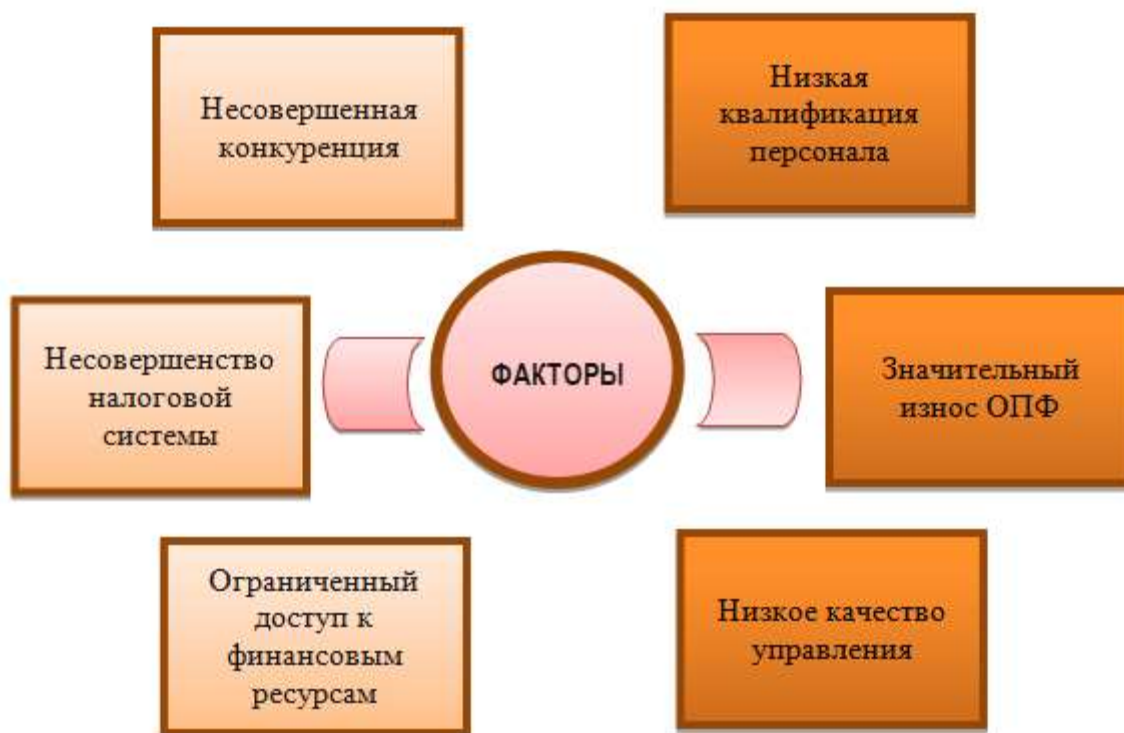 Несовершенная
конкуренция
Низкая
квалификация
персонала
Несовершенство
налоговой
системы
ФАКТОРЫ
Значительный
износ ОПФ
Ограниченный
доступ к
финансовым
ресурсам
Низкое качество
управления